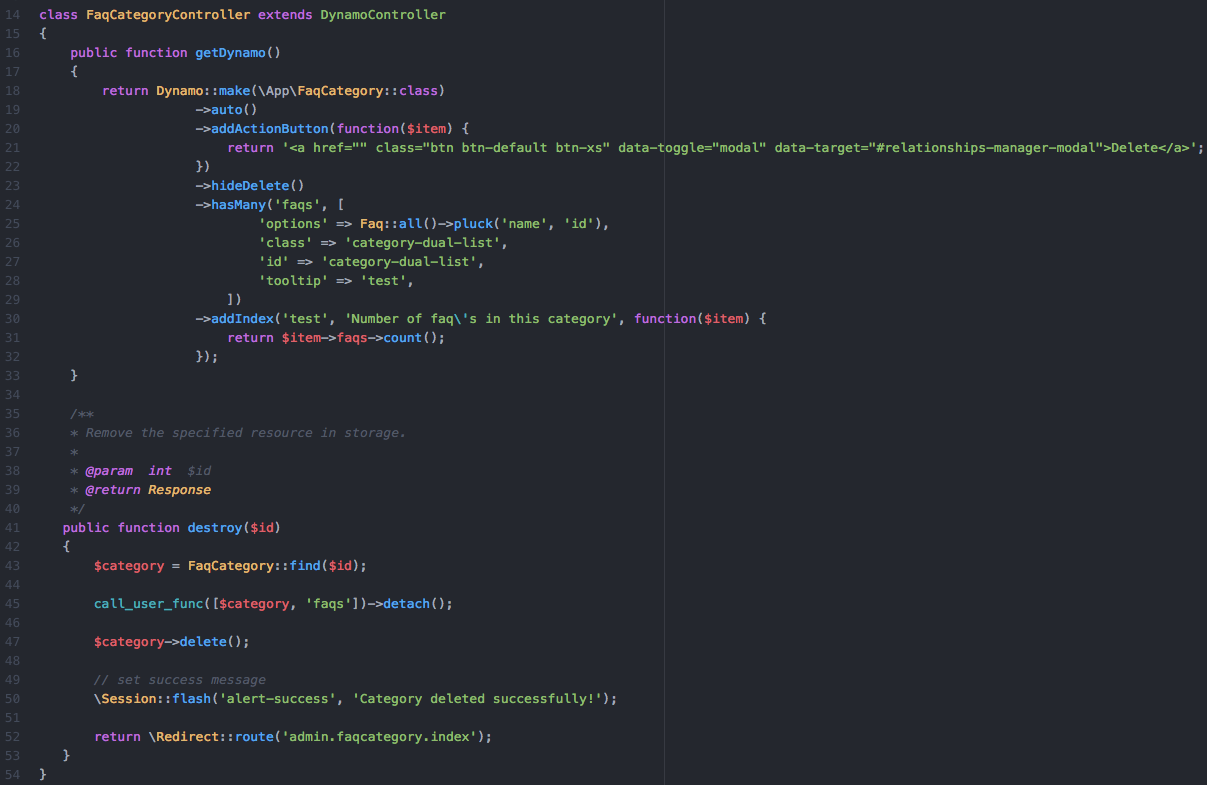 14 class FaqCategoryController extends DynamoController
15 {
16     public function getDynamo()
17     {
18         return Dynamo::make(\App\FaqCategory::class)
19                     ->auto()
20                     ->addActionButton(function($item) {
21                         return '<a href="" class="btn btn-default btn-xs" data-toggle="modal" data-target="#relationships-manager-modal">Delete</a>';
22                     })
23                     ->hideDelete()
24                     ->hasMany('faqs', [
25                             'options' => Faq::all()->pluck('name', 'id'),
26                             'class' => 'category-dual-list',
27                             'id' => 'category-dual-list',
28                             'tooltip' => 'test',
29                         ])
30                     ->addIndex('test', 'Number of faq\'s in this category', function($item) {
31                         return $item->faqs->count();
32                     });
33     }
34
35     /**
36     * Remove the specified resource in storage.
37     *
38     * @param  int  $id
39     * @return Response
40     */
41    public function destroy($id)
42    {
43        $category = FaqCategory::find($id);
44
45        call_user_func([$category, 'faqs'])->detach();
46
47        $category->delete();
48
49        // set success message
50        \Session::flash('alert-success', 'Category deleted successfully!');
51
52        return \Redirect::route('admin.faqcategory.index');
53    }
54 }